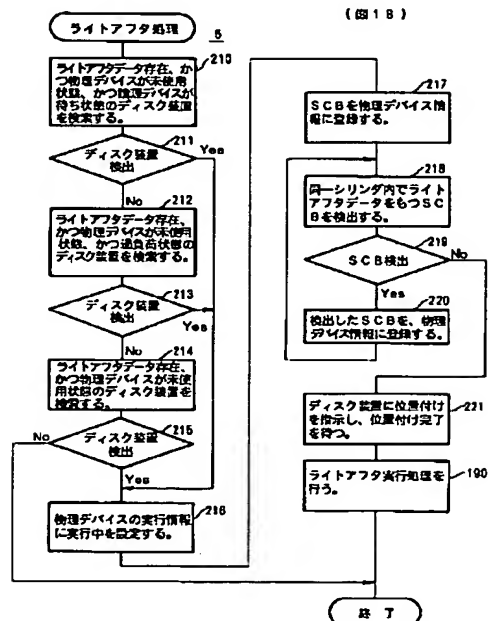 (図18)
ライトアフタ処理
5
210
ライトアフタデータ存在、か
つ物理デバイスが未使用
状態、かつ論理デバイスが
待ち状態のディスク装置
を検索する。
211
ディスク装置
検出
Yes
No
212
ライトアフタデータ存在、
かつ物理デバイスが未使用
状態、かつ過負荷状態の
ディスク装置を検索する。
213
ディスク装置
検出
Yes
No
214
ライトアフタデータ存在、
かつ物理デバイスが未使
用状態のディスク装置を
検索する。
215
No
ディスク装置
検出
Yes
216
物理デバイスの実行情報
に実行中を設定する。
217
SCBを物理デバイス情
報に登録する。
218
同一シリンダ内でライト
アフタデータをもつSC
Bを検出する。
219
No
SCB検出
Yes
220
検出したSCBを、物理
デバイス情報に登録する。
221
ディスク装置に位置付け
を指示し、位置付け完了
を待つ。
190
ライトアフタ実行処理を
行う。
終了